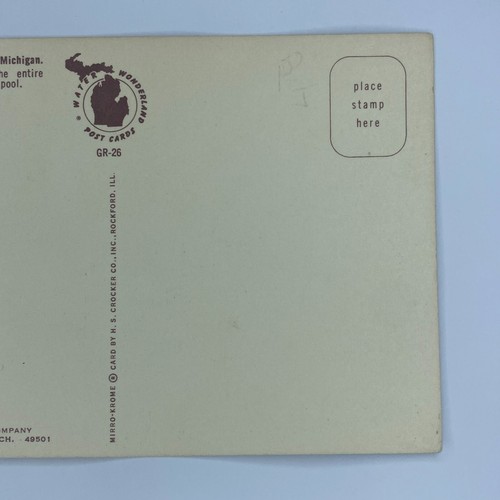 Michigan.
he entire
pool.
WATER WONDERLAND
POST CARDS
GR-26
place
stamp
here
MIRRO-KROME ® CARD BY H. S. CROCKER CO., INC., ROCKFORD, ILL.
OMPANY
CH. 49501